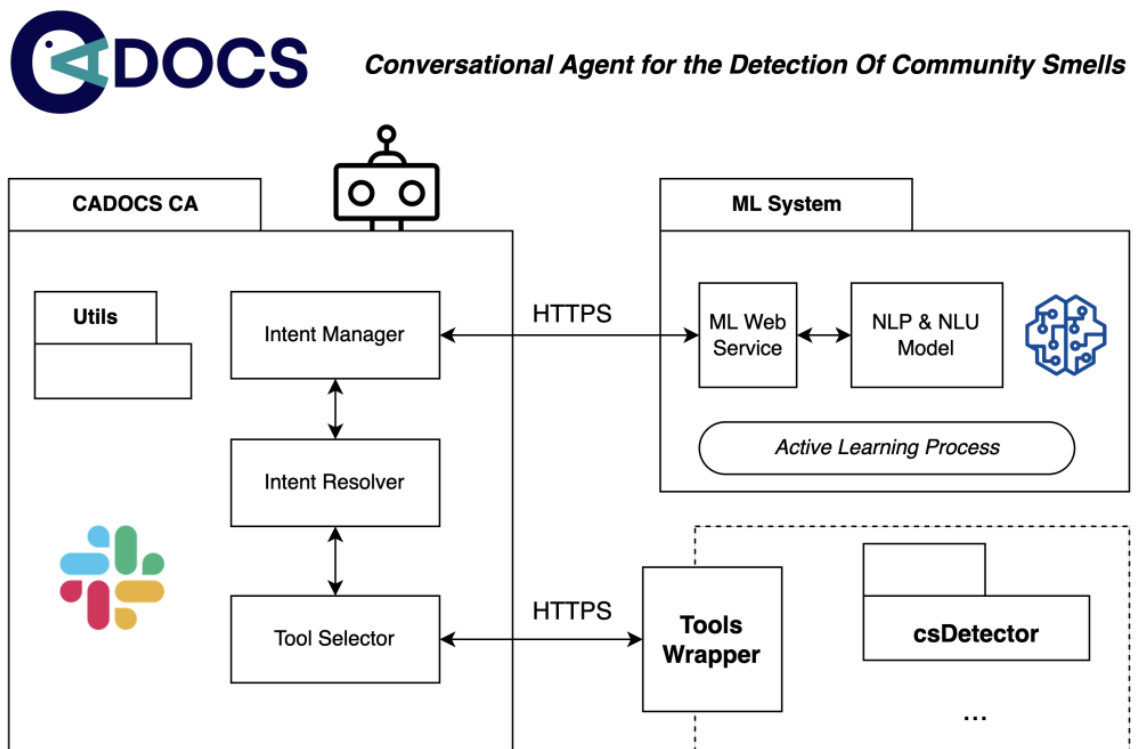 CADOCS
Conversational Agent for the Detection Of Community Smells
CADOCS CA
ML System
Utils
Intent Manager
HTTPS
ML Web
Service
NLP & NLU
Model
Active Learning Process
Intent Resolver
Tool Selector
HTTPS
Tools
Wrapper
csDetector
...